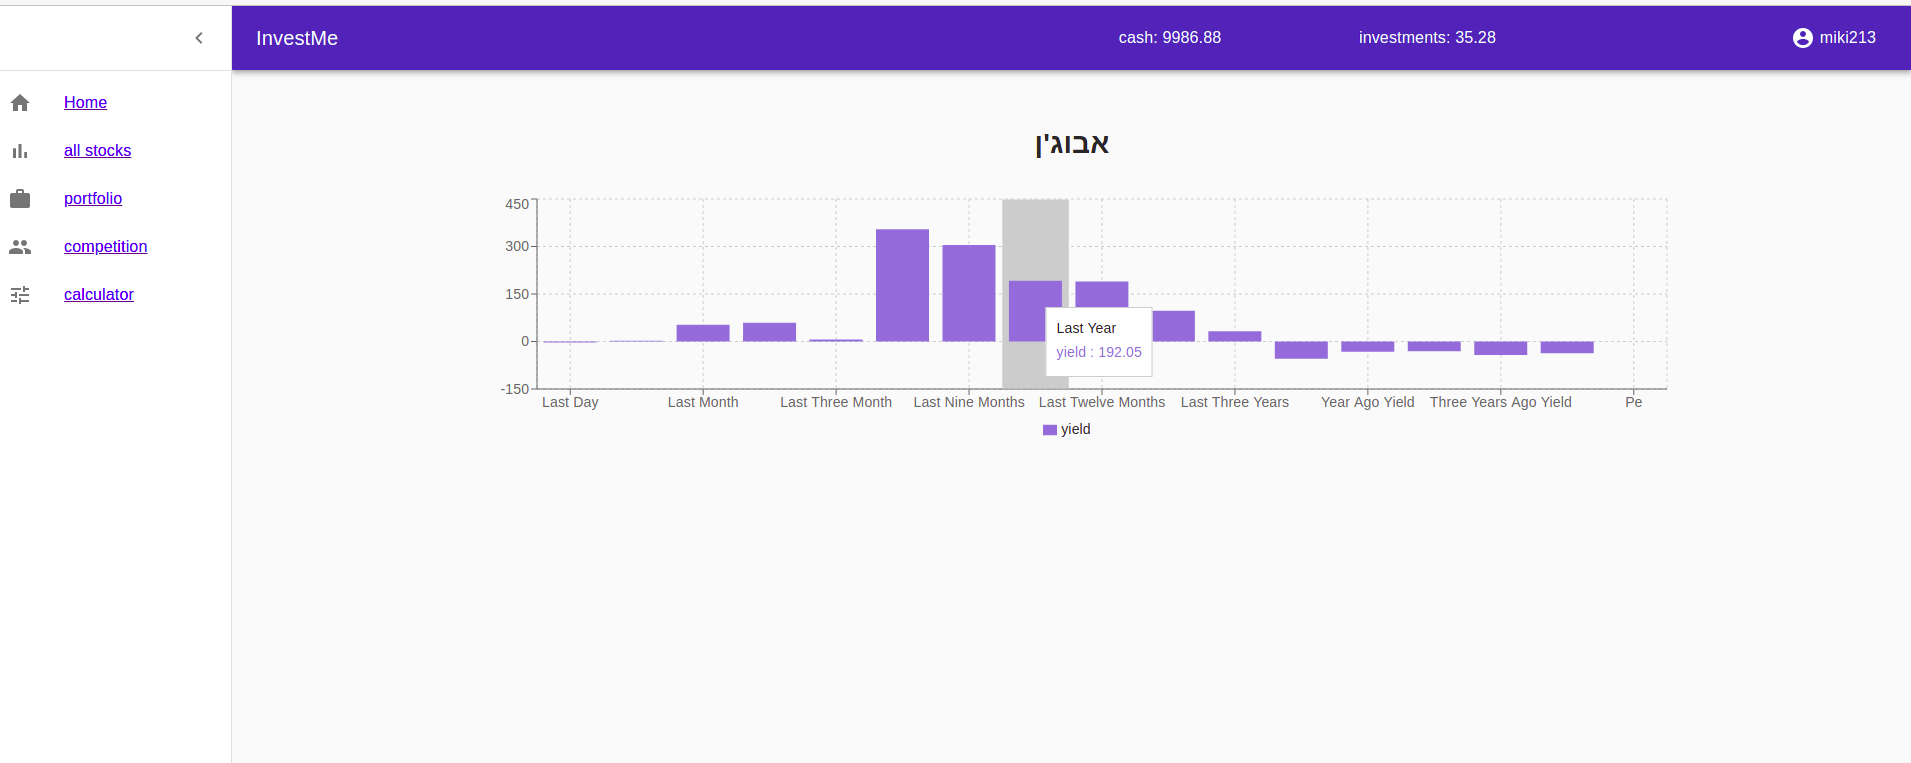 InvestMe
cash: 9986.88
investments: 35.28
miki213
Home
all stocks
portfolio
competition
calculator
אבוג'ן
450
300
150
0
-150
Last Year
yield : 192.05
Last Day
Last Month
Last Three Month
Last Nine Months
Last Twelve Months
Last Three Years
Year Ago Yield
Three Years Ago Yield
Pe
yield